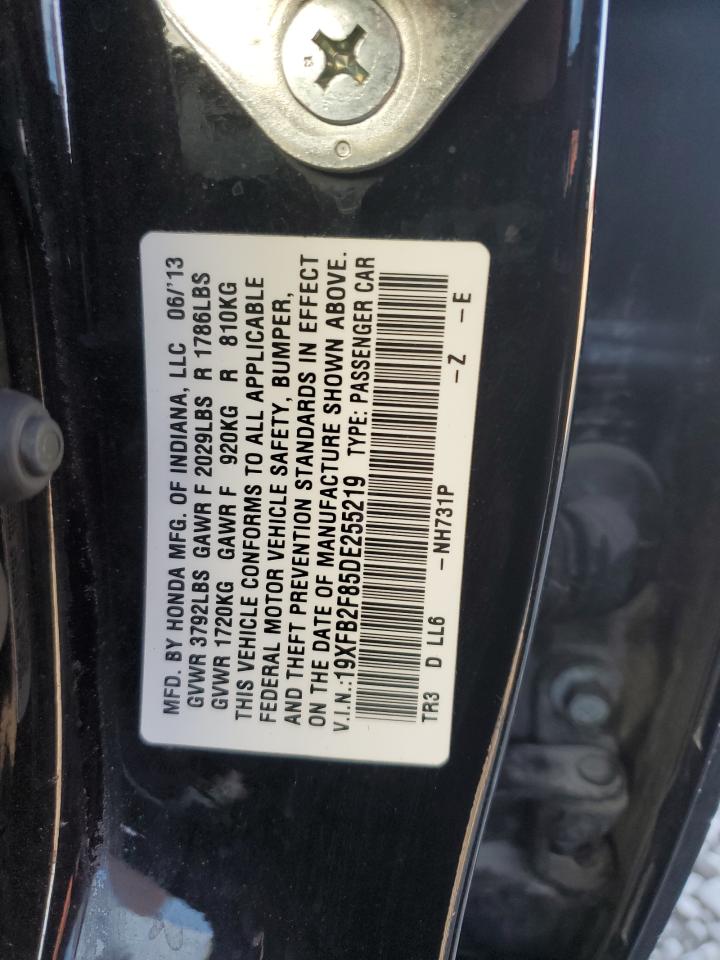 MFD. BY HONDA MFG. OF INDIANA, LLC 06/'13
GVWR 3792LBS GAWR F 2029LBS R 1786LBS
GVWR 1720KG GAWR F 920KG R 810KG
THIS VEHICLE CONFORMS TO ALL APPLICABLE
FEDERAL MOTOR VEHICLE SAFETY, BUMPER,
AND THEFT PREVENTION STANDARDS IN EFFECT
ON THE DATE OF MANUFACTURE SHOWN ABOVE.
V.I.N.:19XFB2F85DE255219 TYPE: PASSENGER CAR
TR3 D LL6 -NH731P -Z -E